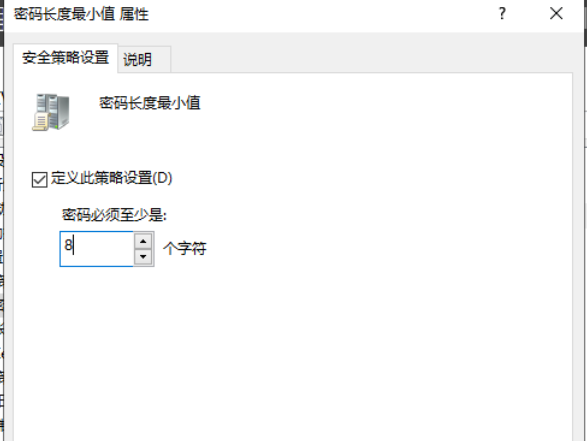 密码长度最小值 属性
安全策略设置 说明
密码长度最小值
定义此策略设置(D)
密码必须至少是:
8 个字符